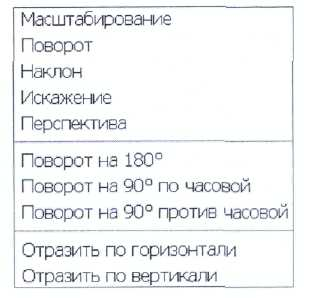 Масштабирование
Поворот
Наклон
Искажение
Перспектива
Поворот на 180°
Поворот на 90° по часовой
Поворот на 90° против часовой
Отразить по горизонтали
Отразить по вертикали